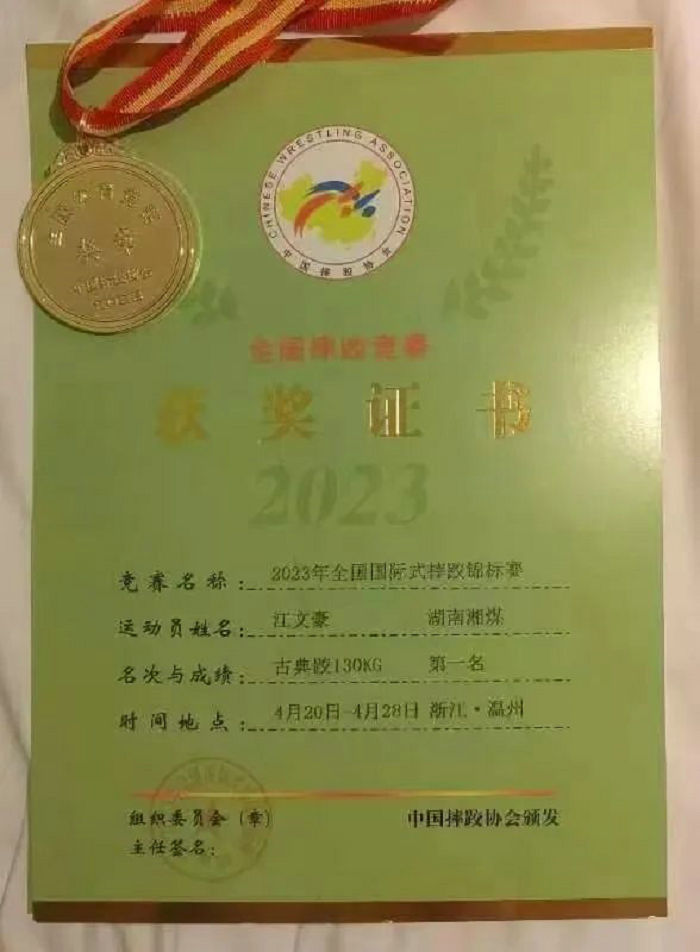 CHINESE WRESTLING ASSOCIATION
中国摔跤协会
全国摔跤竞赛
获奖证书
2023
竞赛名称：2023年全国国际式摔跤锦标赛
运动员姓名：江文豪 湖南湘煤
名次与成绩：古典跤130KG 第一名
时间地点：4月20日-4月28日 浙江·温州
组织委员会（章） 中国摔跤协会颁发
主任签名：